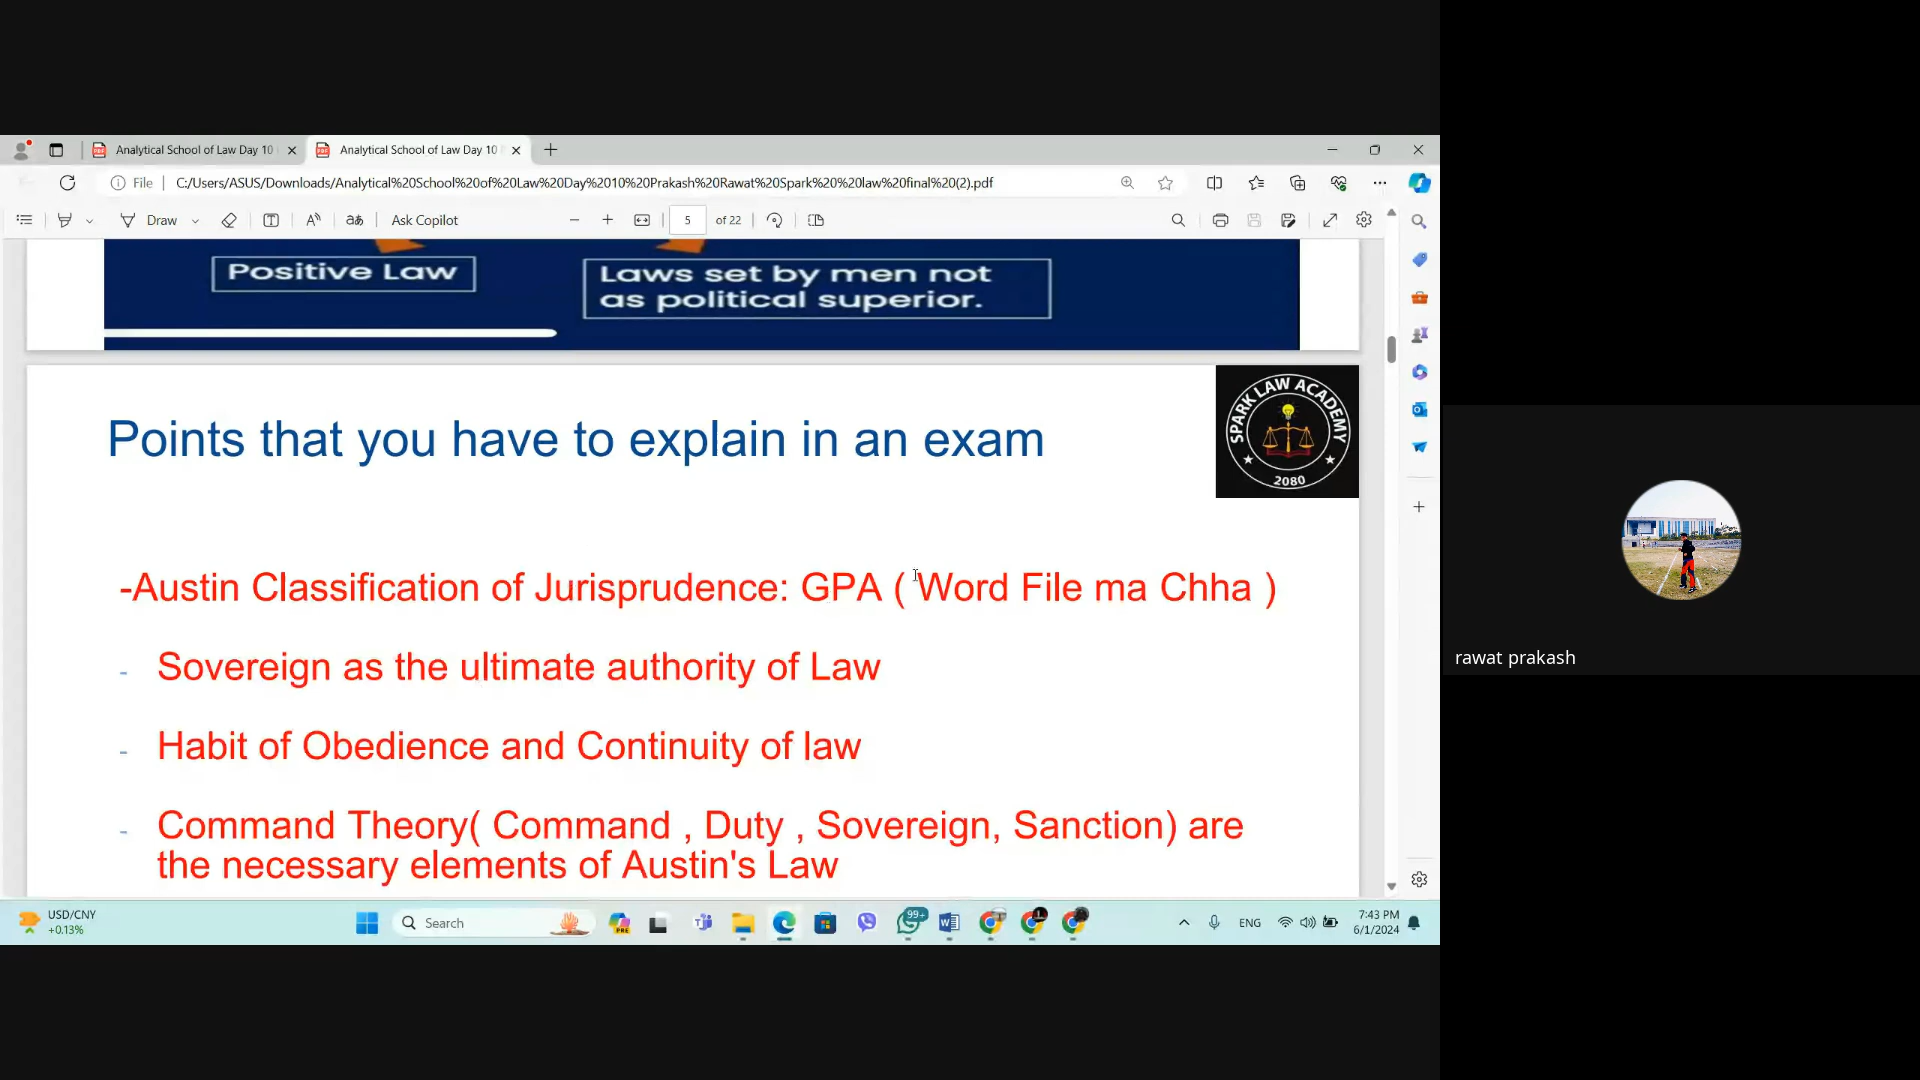 Analytical School of Law Day 10
Analytical School of Law Day 10
File
C:/Users/ASUS/Downloads/Analytical%20School%20of%20Law%20Day%2010%20Prakash%20Rawat%20Spark%20%20law%20final%20(2).pdf
Draw
aあ
Ask Copilot
5
of 22
Positive Law
Laws set by men not
as political superior.
SPARK LAW ACADEMY
2080
Points that you have to explain in an exam
-Austin Classification of Jurisprudence: GPA ( Word File ma Chha )
- Sovereign as the ultimate authority of Law
- Habit of Obedience and Continuity of law
- Command Theory( Command , Duty , Sovereign, Sanction) are
the necessary elements of Austin's Law
rawat prakash
USD/CNY
+0.13%
Search
PRE
99+
ENG
7:43 PM
6/1/2024